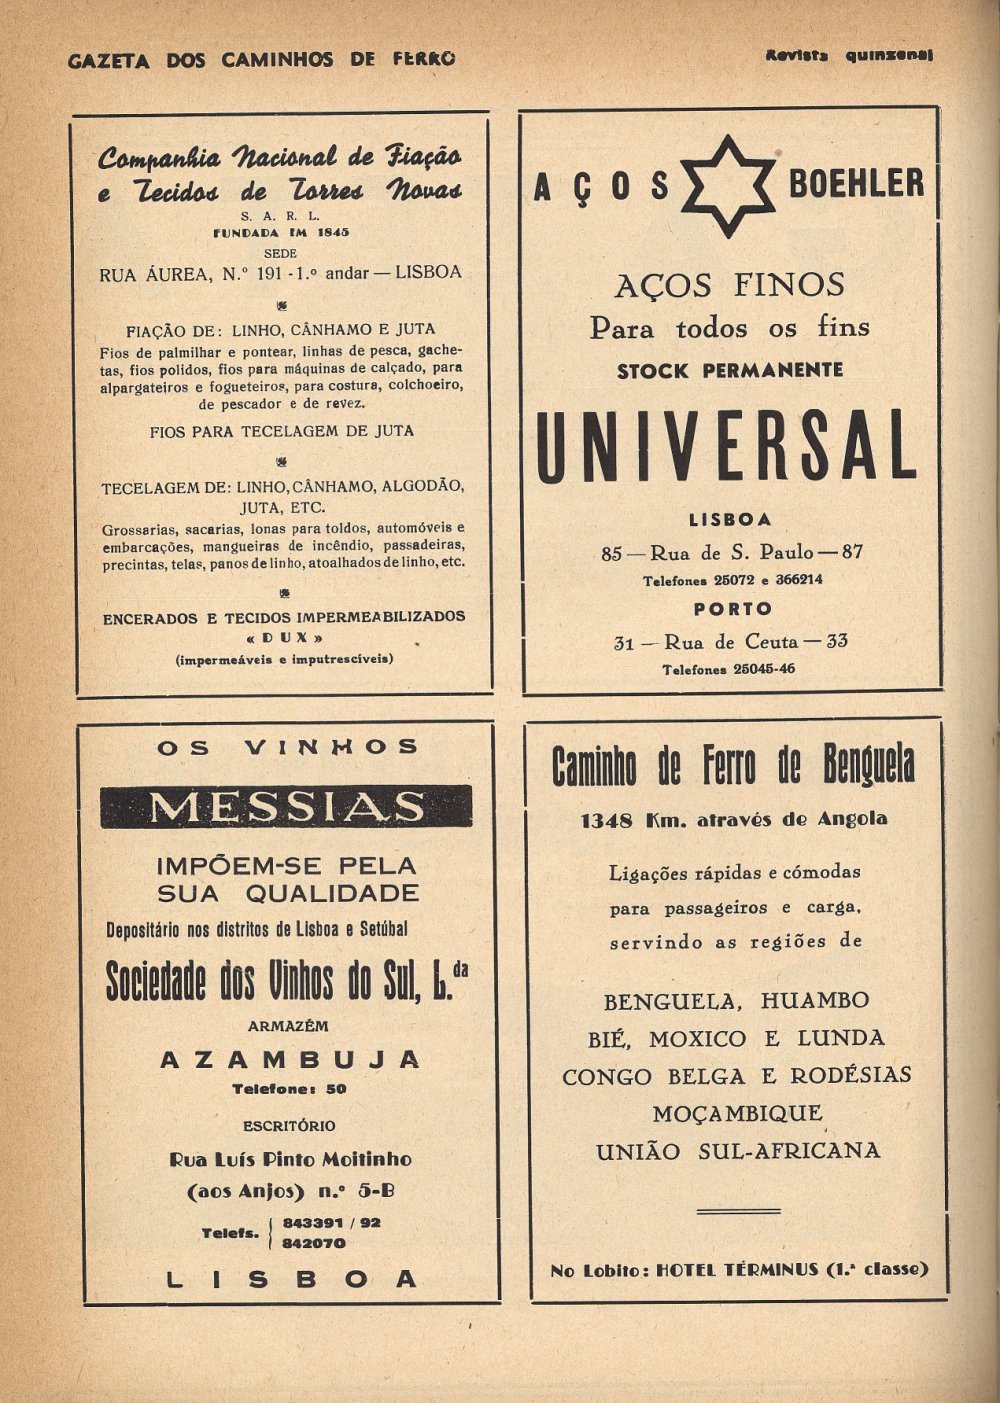 GAZETA DOS CAMINHOS DE FERRO
Revista quinzenal
Companhia Nacional de Fiação
e Tecidos de Torres Novas
S. A. R. L.
FUNDADA EM 1845
SEDE
RUA ÁUREA, N.º 191 - 1.º andar — LISBOA
FIAÇÃO DE: LINHO, CÂNHAMO E JUTA
Fios de palmilhar e pontear, linhas de pesca, gache-
tas, fios polidos, fios para máquinas de calçado, para
alpargateiros e fogueteiros, para costura, colchoeiro,
de pescador e de revez.
FIOS PARA TECELAGEM DE JUTA
TECELAGEM DE: LINHO, CÂNHAMO, ALGODÃO,
JUTA, ETC.
Grossarias, sacarias, lonas para toldos, automóveis e
embarcações, mangueiras de incêndio, passadeiras,
precintas, telas, panos de linho, atoalhados de linho, etc.
ENCERADOS E TECIDOS IMPERMEABILIZADOS
« D U X »
(impermeáveis e imputrescíveis)
AÇOS BOEHLER
AÇOS FINOS
Para todos os fins
STOCK PERMANENTE
UNIVERSAL
LISBOA
85 — Rua de S. Paulo — 87
Telefones 25072 e 366214
PORTO
31 — Rua de Ceuta — 33
Telefones 25045-46
OS VINHOS
MESSIAS
IMPÕEM-SE PELA
SUA QUALIDADE
Depositário nos distritos de Lisboa e Setúbal
Sociedade dos Vinhos do Sul, L.da
ARMAZÉM
AZAMBUJA
Telefone: 50
ESCRITÓRIO
Rua Luís Pinto Moitinho
(aos Anjos) n.º 5-B
Telefs. { 843391 / 92
842070
LISBOA
Caminho de Ferro de Benguela
1348 Km. através de Angola
Ligações rápidas e cómodas
para passageiros e carga,
servindo as regiões de
BENGUELA, HUAMBO
BIÉ, MOXICO E LUNDA
CONGO BELGA E RODÉSIAS
MOÇAMBIQUE
UNIÃO SUL-AFRICANA
No Lobito: HOTEL TÉRMINUS (1.ª classe)